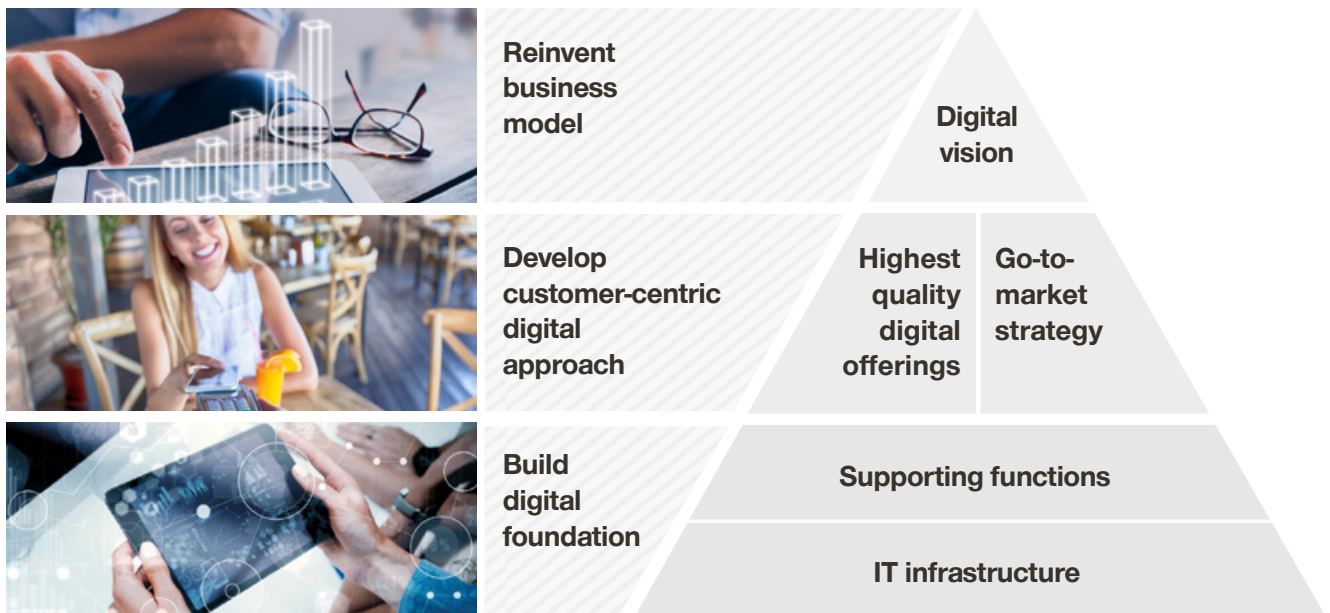 Reinvent
business
model
Digital
vision
Develop
customer-centric
digital
approach
Highest
quality
digital
offerings
Go-to-
market
strategy
Build
digital
foundation
Supporting functions
IT infrastructure